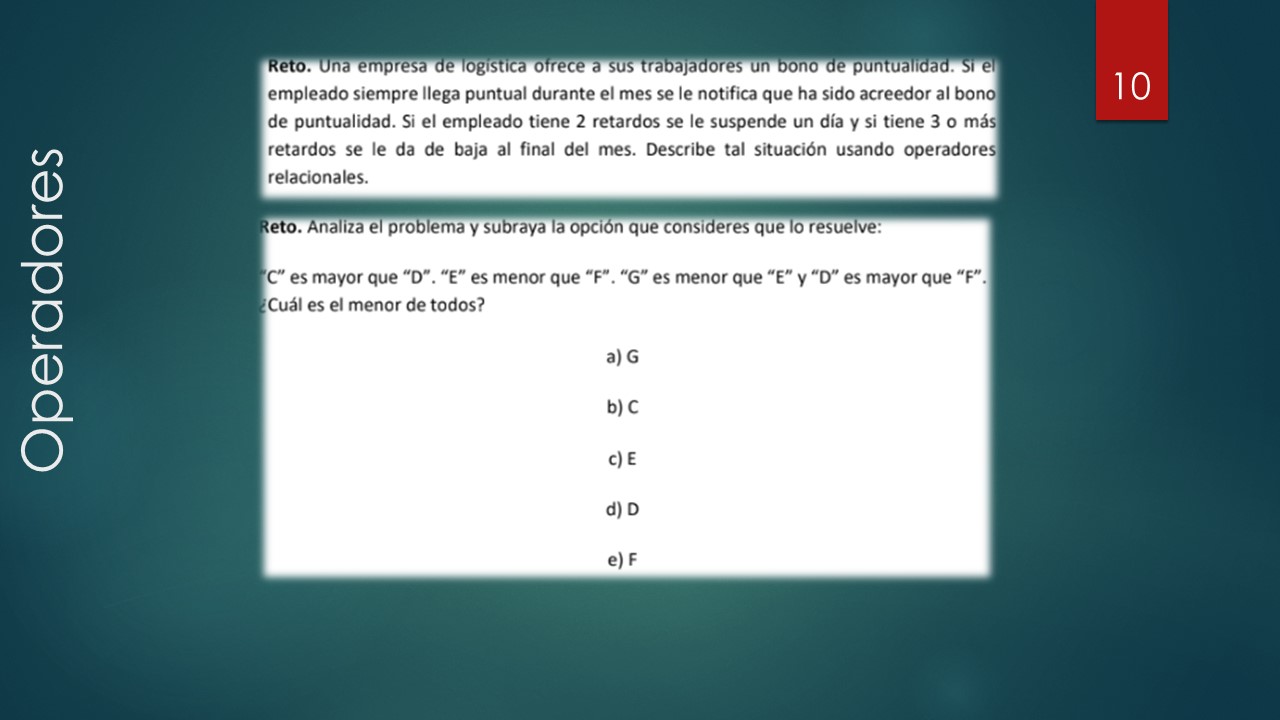 Operadores
10
Reto. Una empresa de logística ofrece a sus trabajadores un bono de puntualidad. Si el
empleado siempre llega puntual durante el mes se le notifica que ha sido acreedor al bono
de puntualidad. Si el empleado tiene 2 retardos se le suspende un día y si tiene 3 o más
retardos se le da de baja al final del mes. Describe tal situación usando operadores
relacionales.
Reto. Analiza el problema y subraya la opción que consideres que lo resuelve:
“C” es mayor que “D”. “E” es menor que “F”. “G” es menor que “E” y “D” es mayor que “F”.
¿Cuál es el menor de todos?
a) G
b) C
c) E
d) D
e) F